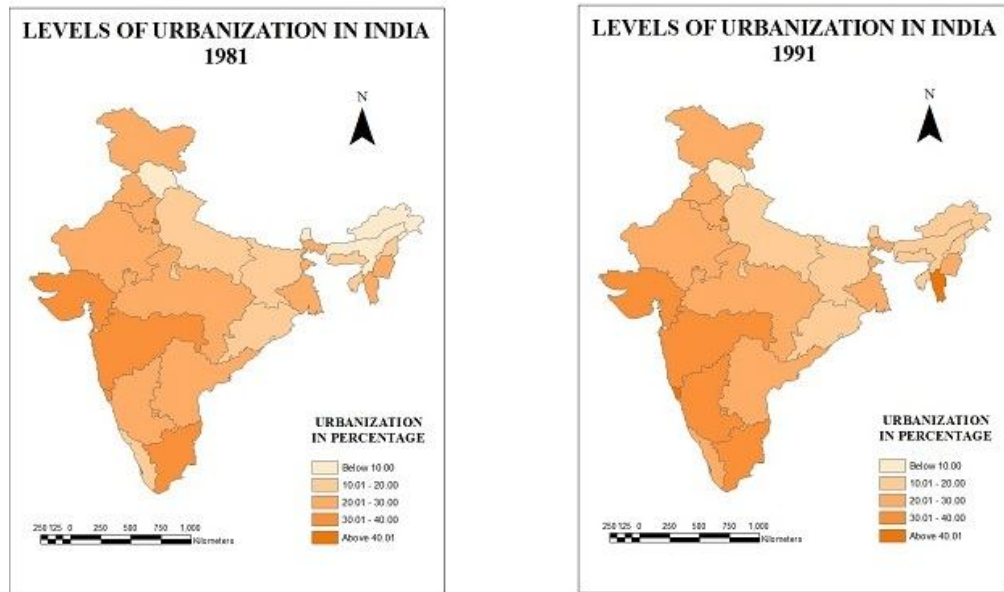 LEVELS OF URBANIZATION IN INDIA
1981
N
URBANIZATION
IN PERCENTAGE
Below 10.00
10.01 - 20.00
20.01 - 30.00
30.01 - 40.00
Above 40.01
250 125 0 250 500 750 1,000
Kilometers
LEVELS OF URBANIZATION IN INDIA
1991
N
URBANIZATION
IN PERCENTAGE
Below 10.00
10.01 - 20.00
20.01 - 30.00
30.01 - 40.00
Above 40.01
250 125 0 250 500 750 1,000
Kilometers